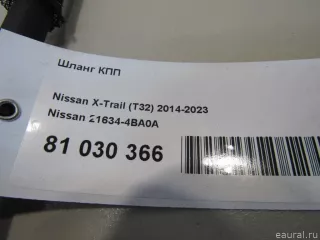 Шланг КПП
Nissan X-Trail (T32) 2014-2023
Nissan 21634-4BA0A
81 030 366
eaural.ru